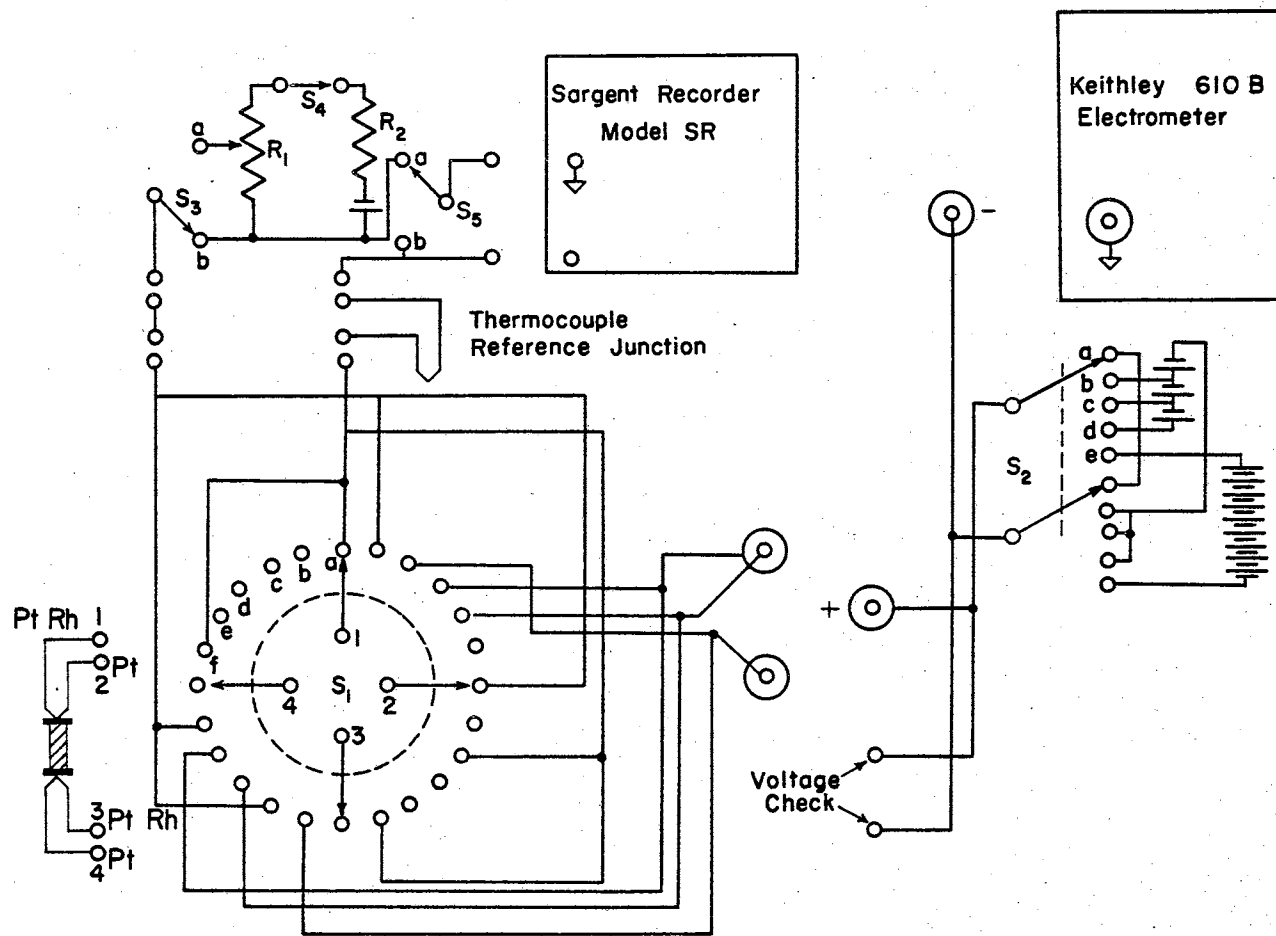 Sargent Recorder
Model SR
Keithley 610 B
Electrometer
S4
R2
a
R1
a
S3
S5
b
b
-
Thermocouple
Reference Junction
a
b
c
d
e
S2
a
b
c
d
e
f
+
Pt Rh 1
Pt
2
1
4
S1
2
3
Voltage
Check
3
Pt Rh
Pt
4